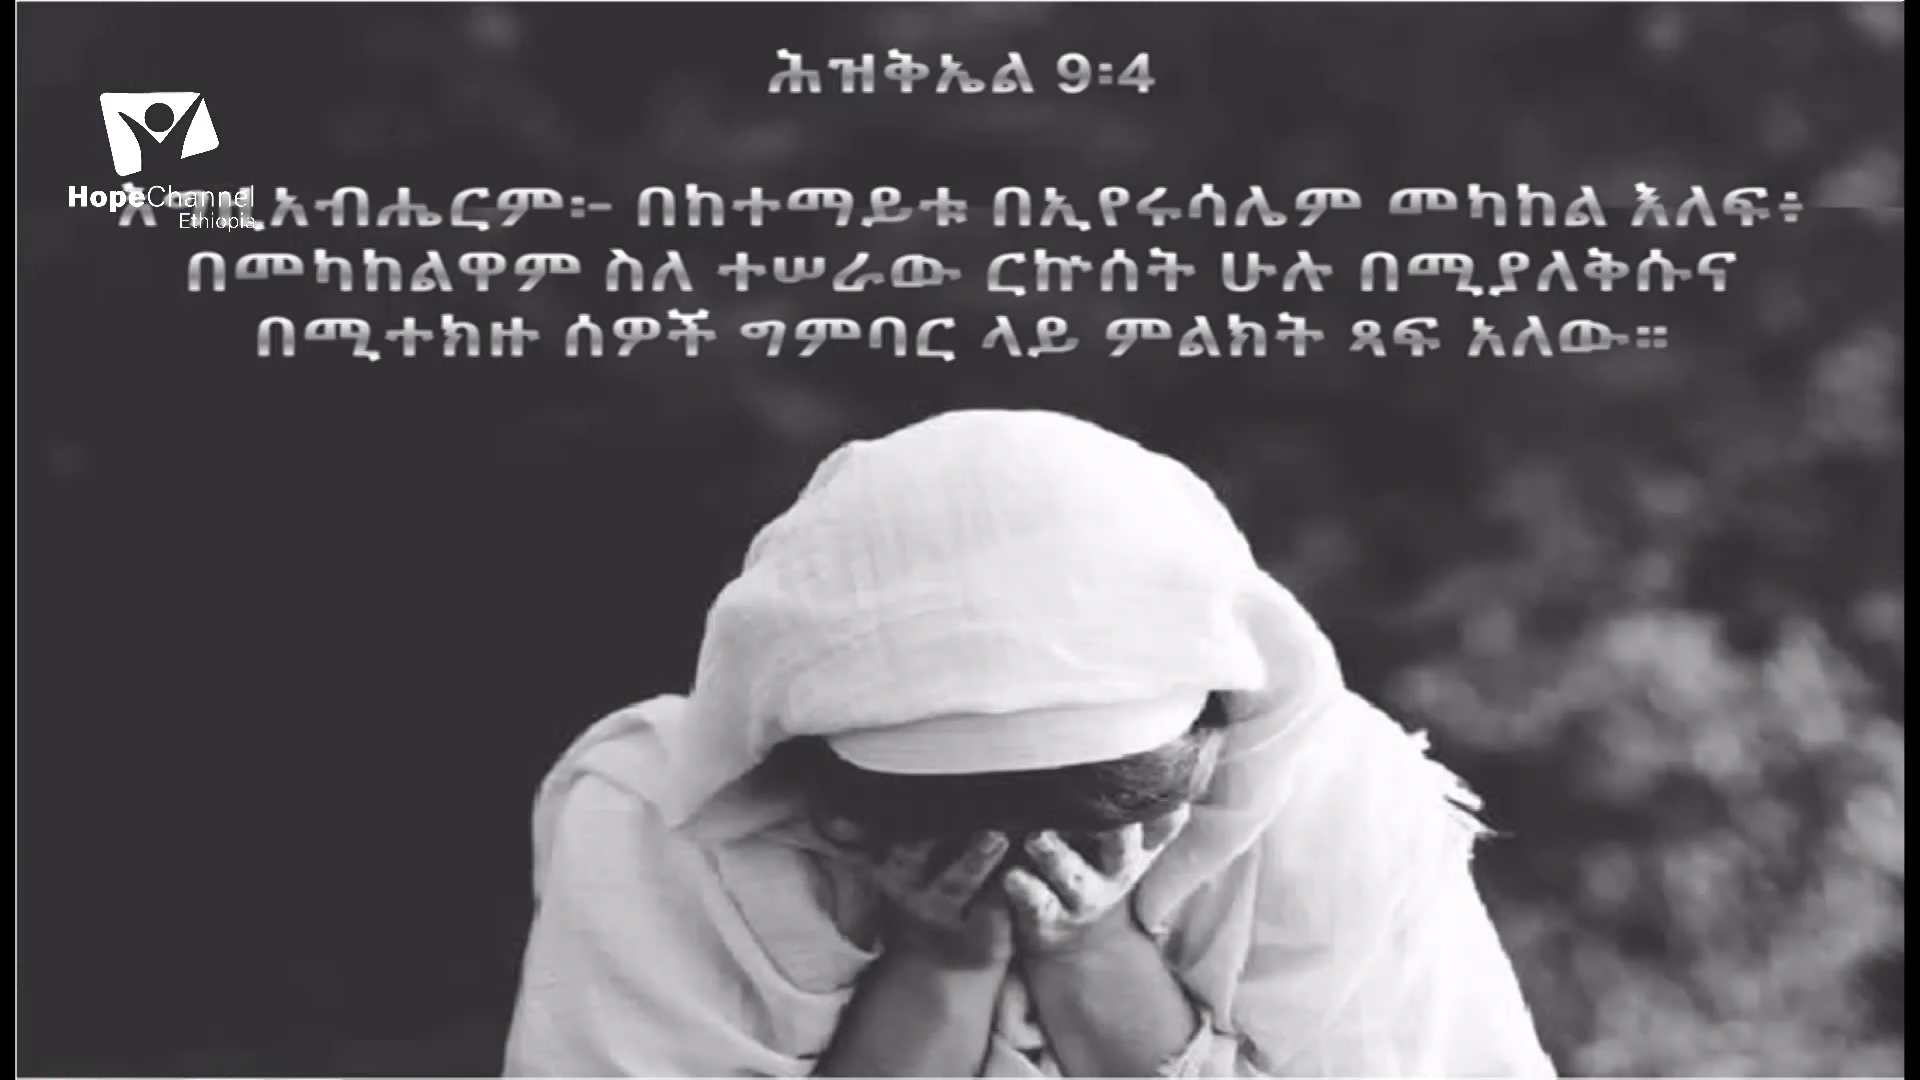 ሕዝቅኤል 9፡4
HopeChannel
Ethiopia
በከተማይቱ በኢየሩሳሌም መካከል እለፍ፥
በመካከልዋም ስለ ተሠራው ርኵሰት ሁሉ በሚያለቅሱና
በሚተክዙ ሰዎች ግምባር ላይ ምልክት ጻፍ አለው።